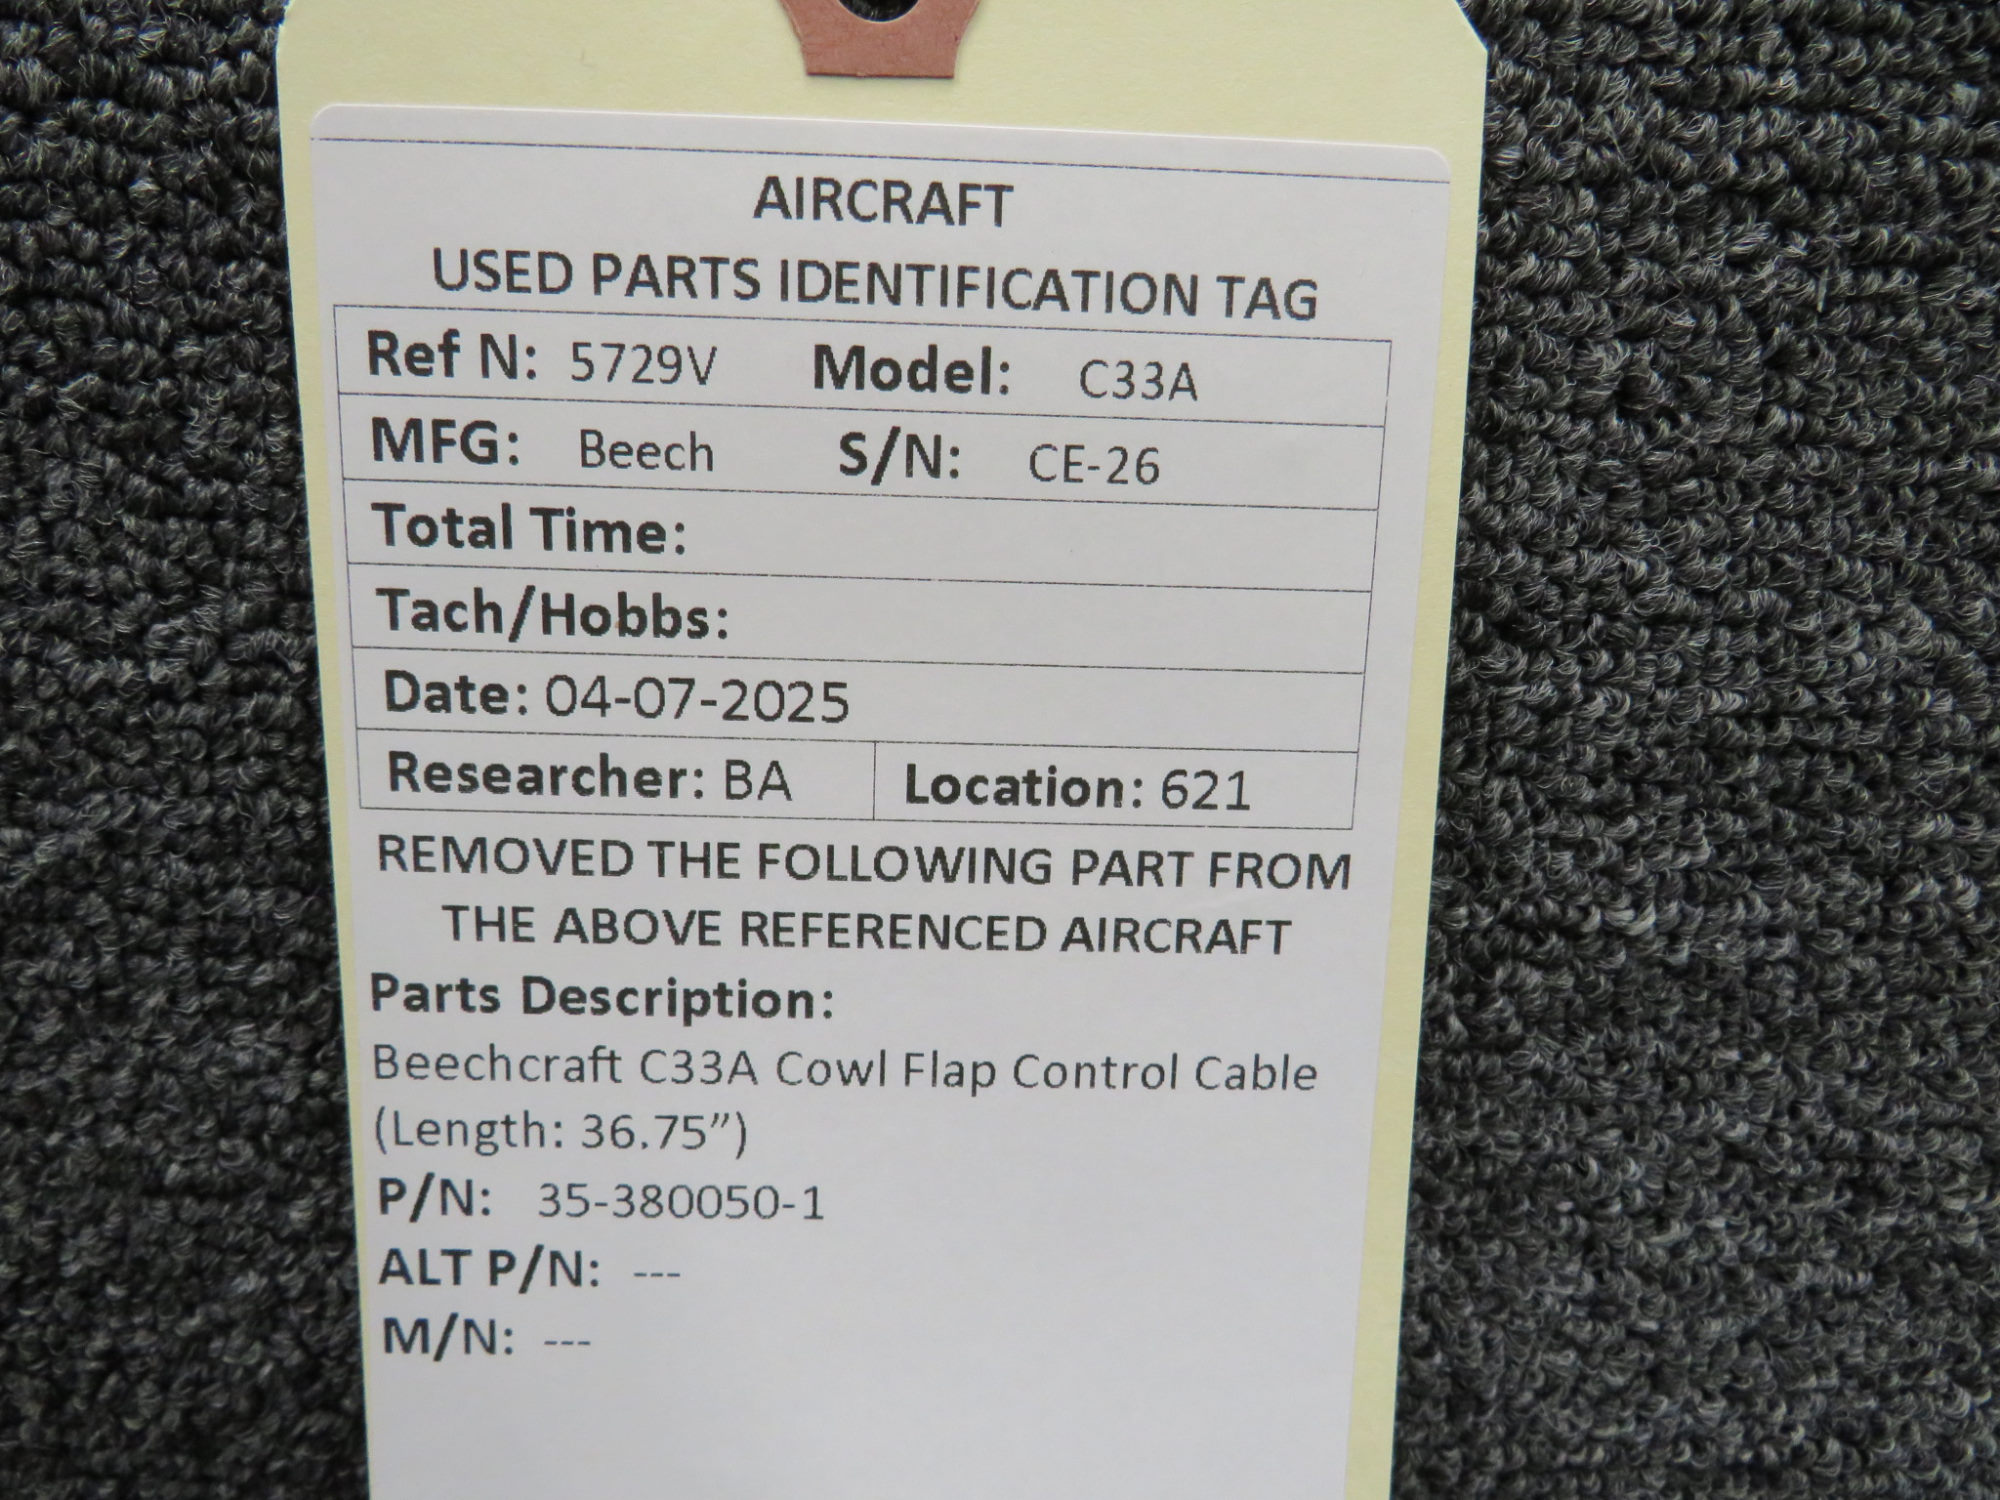 AIRCRAFT
USED PARTS IDENTIFICATION TAG
Ref N: 5729V Model: C33A
MFG: Beech S/N: CE-26
Total Time:
Tach/Hobbs:
Date: 04-07-2025
Researcher: BA Location: 621
REMOVED THE FOLLOWING PART FROM
THE ABOVE REFERENCED AIRCRAFT
Parts Description:
Beechcraft C33A Cowl Flap Control Cable
(Length: 36.75”)
P/N: 35-380050-1
ALT P/N: ---
M/N: ---